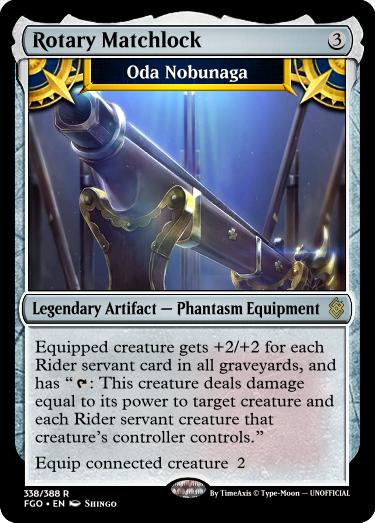 Rotary Matchlock 3
Oda Nobunaga
Legendary Artifact — Phantasm Equipment
Equipped creature gets +2/+2 for each
Rider servant card in all graveyards, and
has “: This creature deals damage
equal to its power to target creature and
each Rider servant creature that
creature's controller controls.”
Equip connected creature 2
338/388 R
FGO • EN Shingo
By TimeAxis © Type-Moon — UNOFFICIAL